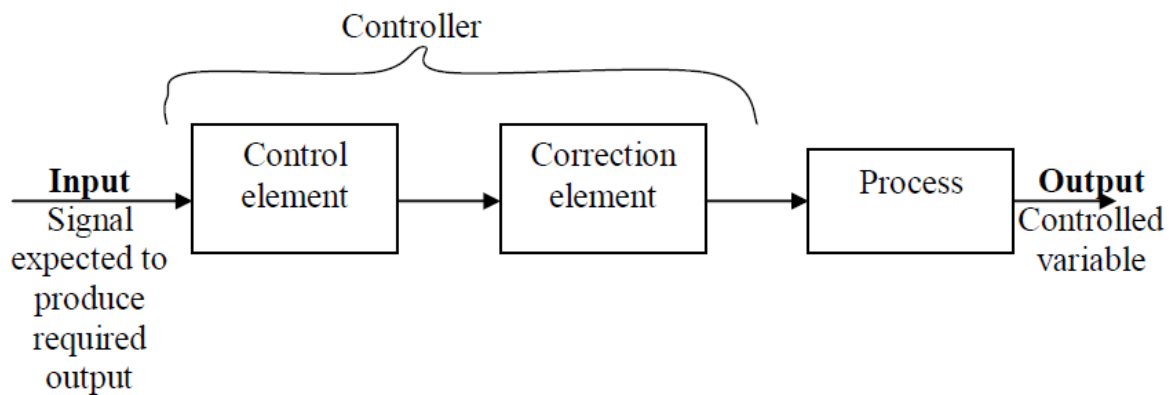 Controller
Control
element
Correction
element
Process
Input
Signal
expected to
produce
required
output
Output
Controlled
variable